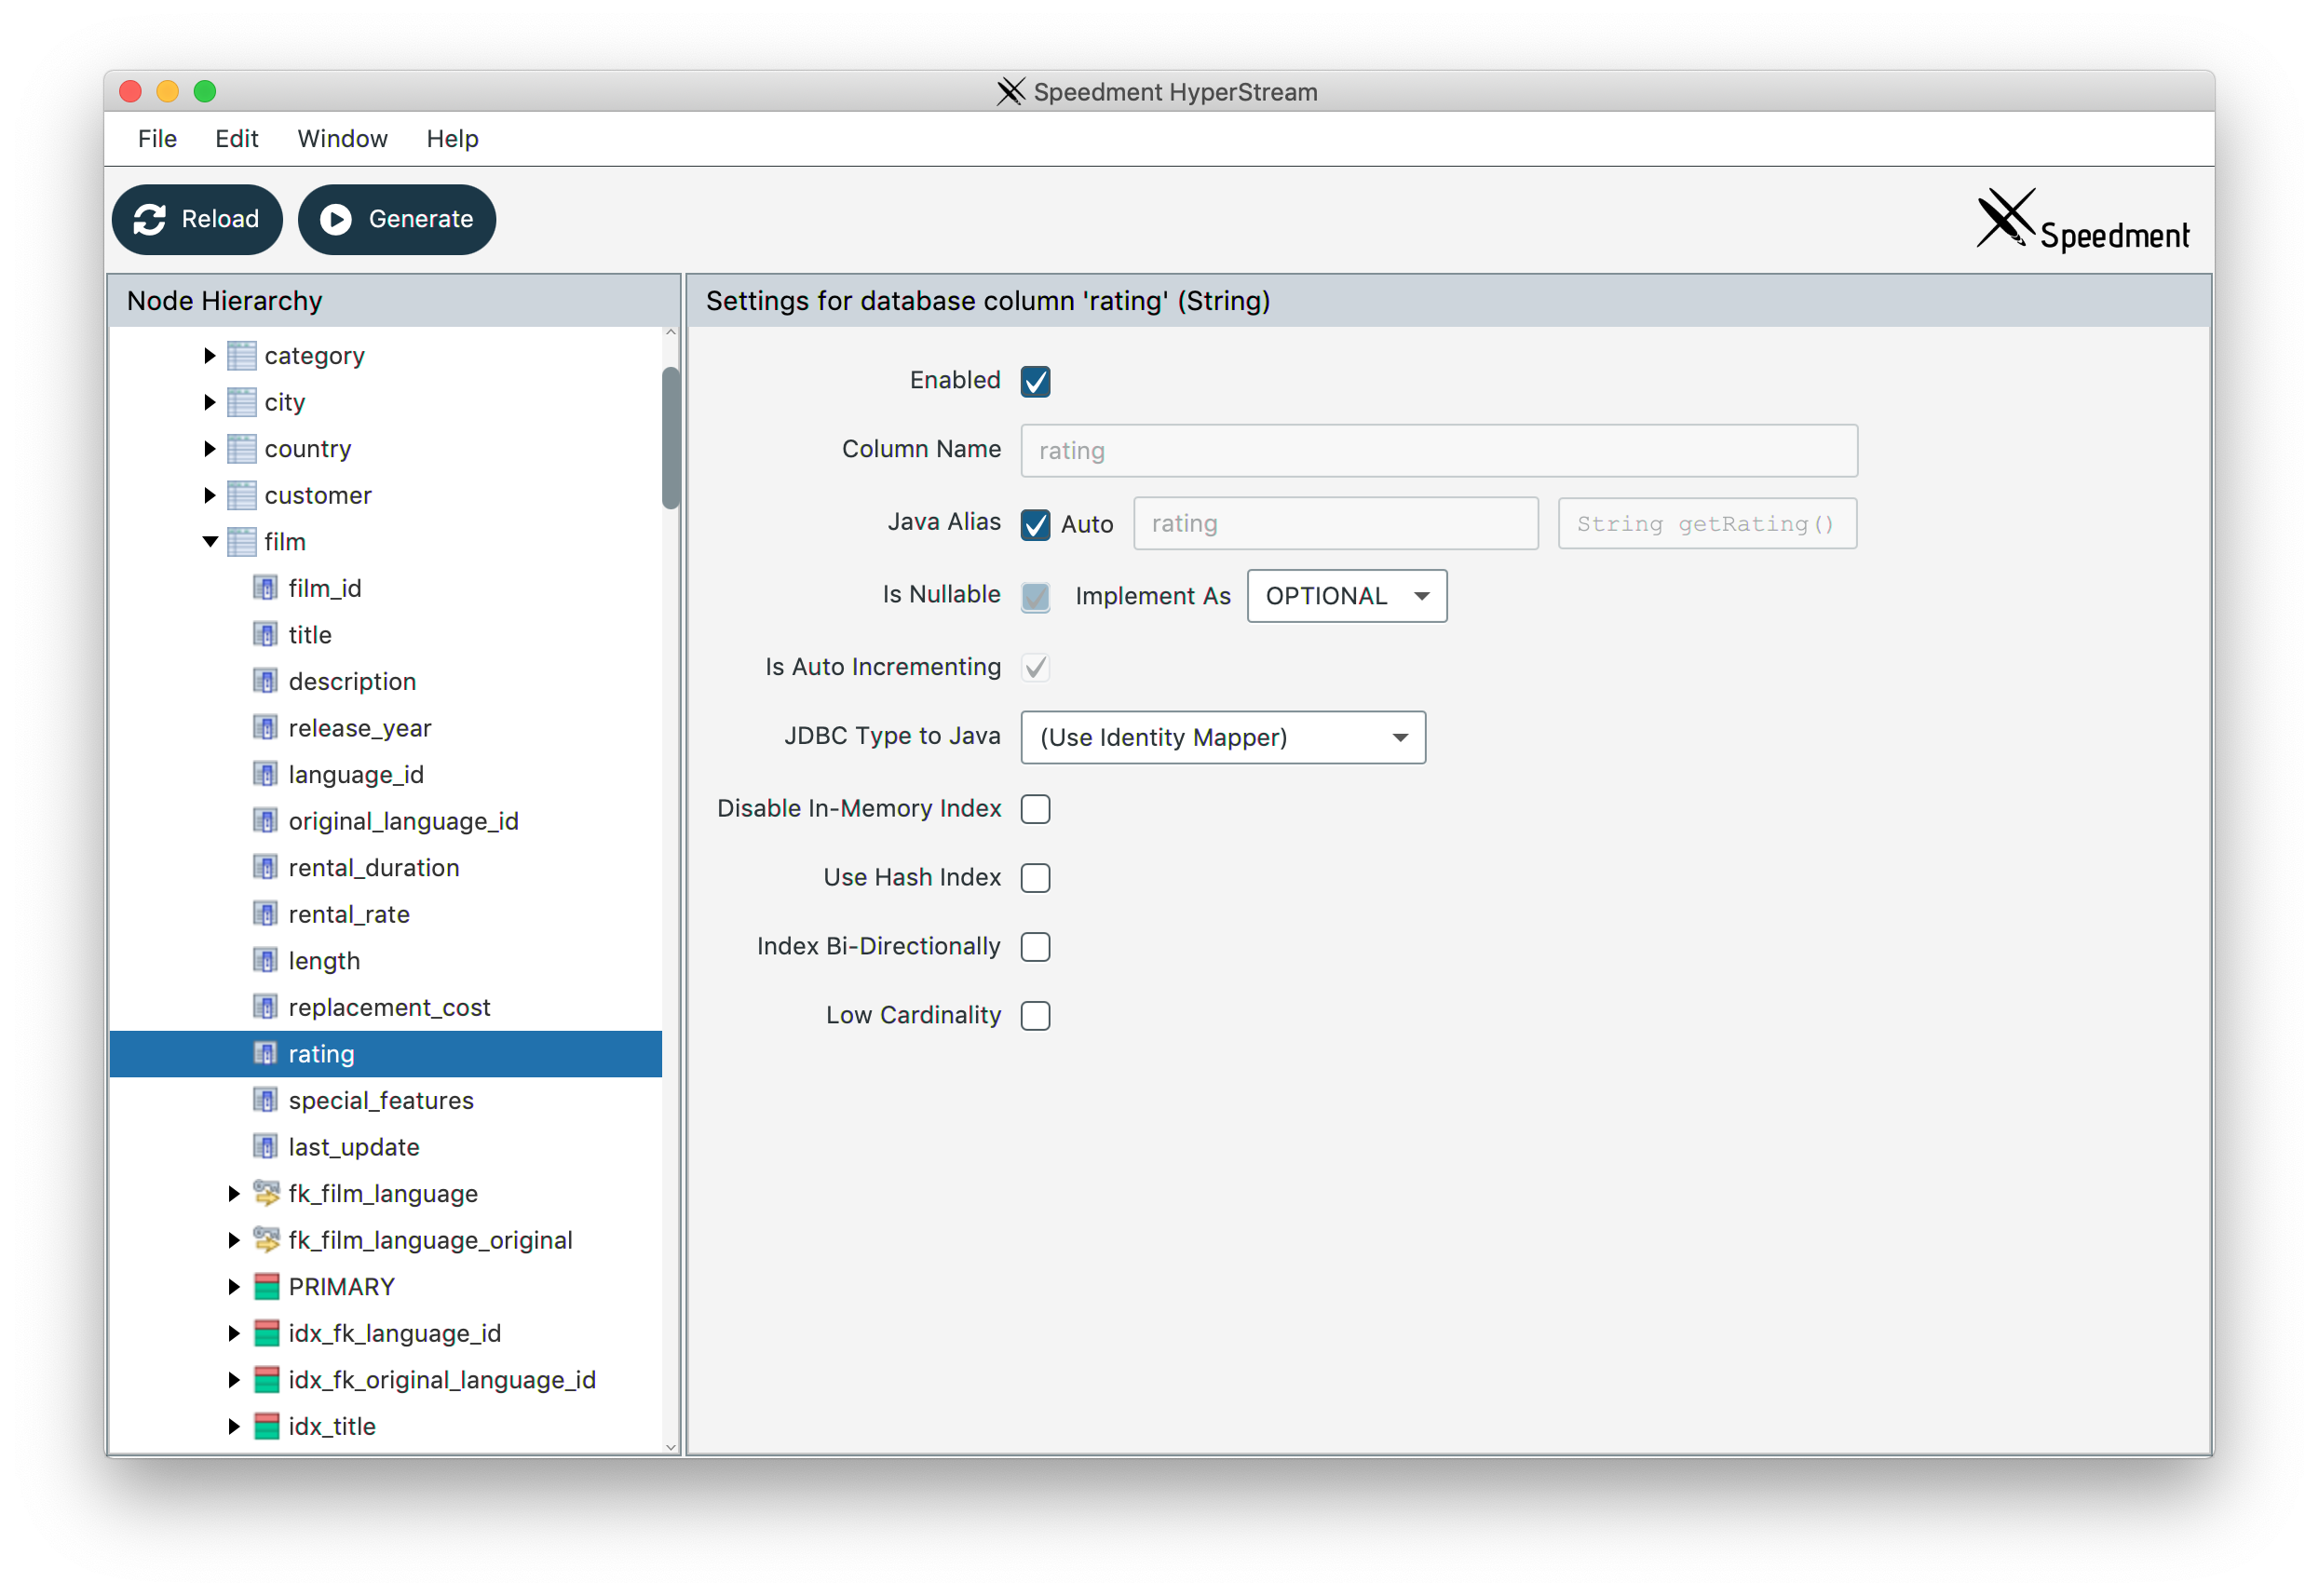 Speedment HyperStream
File Edit Window Help
Reload Generate
Speedment
Node Hierarchy
category
city
country
customer
film
film_id
title
description
release_year
language_id
original_language_id
rental_duration
rental_rate
length
replacement_cost
rating
special_features
last_update
fk_film_language
fk_film_language_original
PRIMARY
idx_fk_language_id
idx_fk_original_language_id
idx_title
Settings for database column 'rating' (String)
Enabled
Column Name rating
Java Alias Auto rating String getRating()
Is Nullable Implement As OPTIONAL
Is Auto Incrementing
JDBC Type to Java (Use Identity Mapper)
Disable In-Memory Index
Use Hash Index
Index Bi-Directionally
Low Cardinality